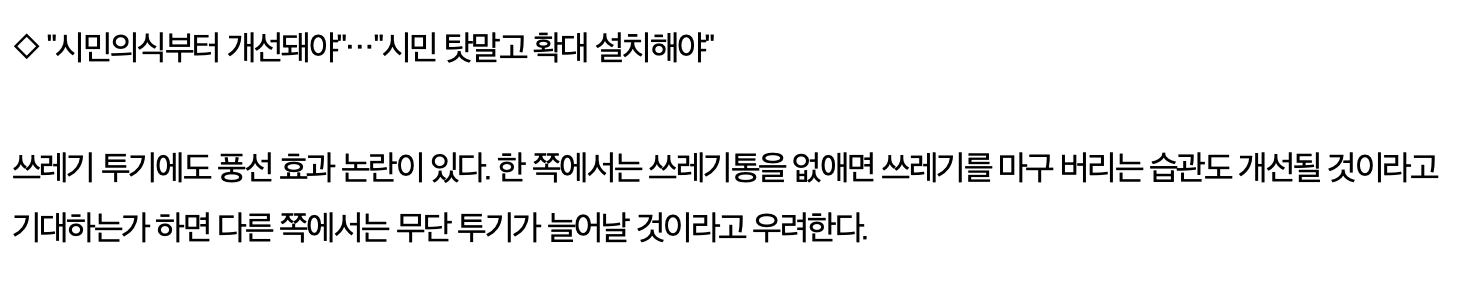 ◇ "시민의식부터 개선돼야"…"시민 탓말고 확대 설치해야"
쓰레기 투기에도 풍선 효과 논란이 있다. 한 쪽에서는 쓰레기통을 없애면 쓰레기를 마구 버리는 습관도 개선될 것이라고
기대하는가 하면 다른 쪽에서는 무단 투기가 늘어날 것이라고 우려한다.